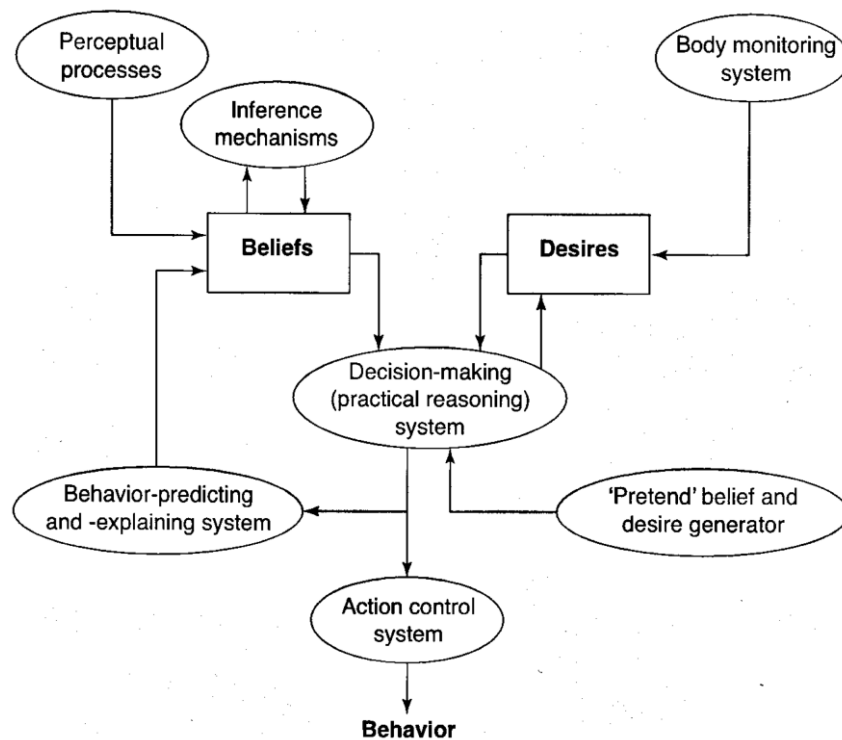 Perceptual
processes
Body monitoring
system
Inference
mechanisms
Beliefs
Desires
Decision-making
(practical reasoning)
system
Behavior-predicting
and -explaining system
'Pretend' belief and
desire generator
Action control
system
Behavior